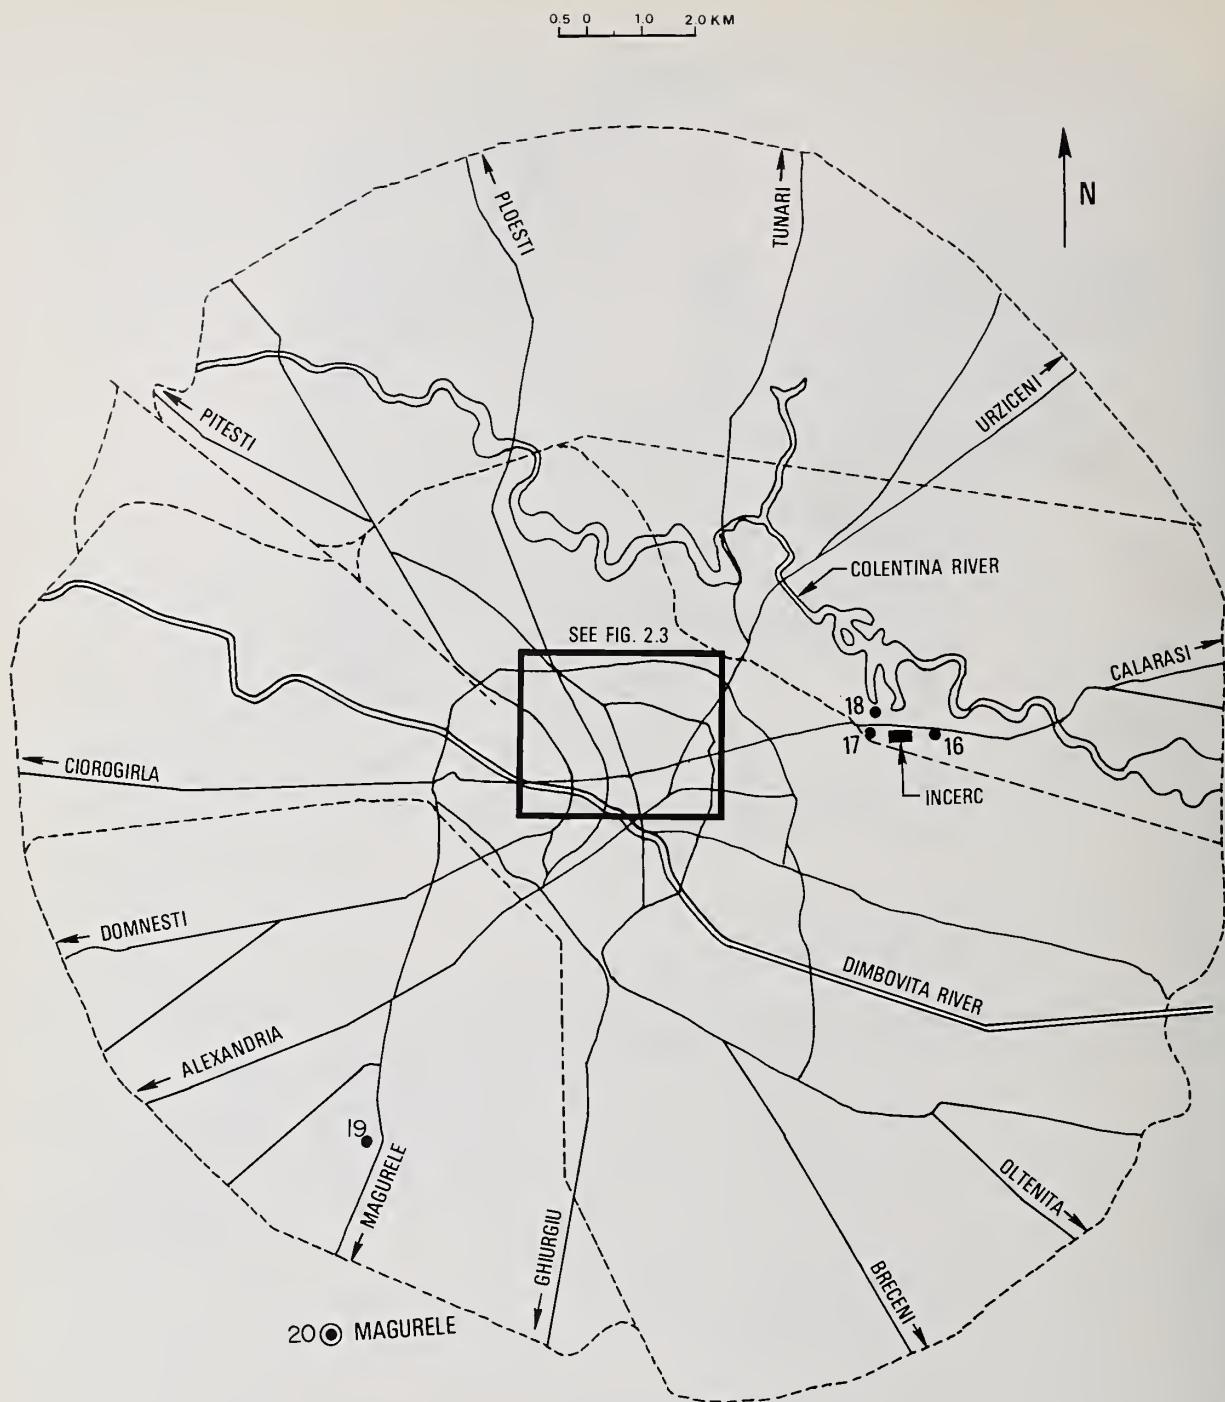 0.5 0 1.0 2.0 KM
N
PLOESTI
TUNARI
URZICENI
PITESTI
COLENTINA RIVER
SEE FIG. 2.3
CALARASI
18
17
16
INCERC
CIOROGIRLA
DOMNESTI
DIMBOVITA RIVER
ALEXANDRIA
19
MAGURELE
OLTENITA
GHIURGIU
BRECENI
20 MAGURELE